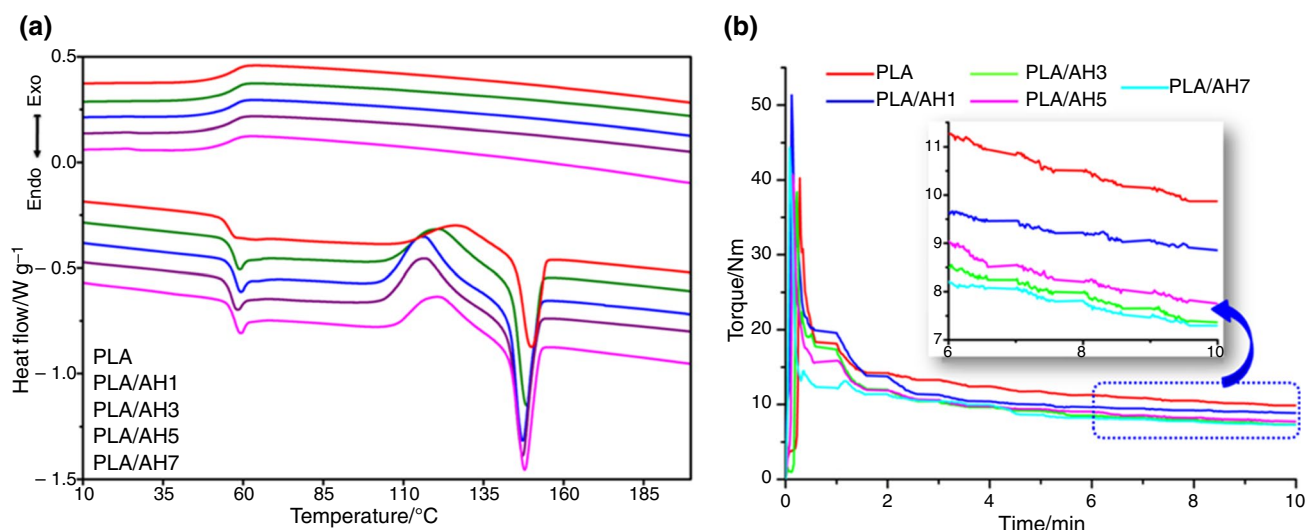 (a)
0.5
0.0
– 0.5
– 1.0
– 1.5
Endo Exo
Heat flow/W g⁻¹
PLA
PLA/AH1
PLA/AH3
PLA/AH5
PLA/AH7
10 35 60 85 110 135 160 185
Temperature/°C
(b)
PLA PLA/AH3 PLA/AH7
PLA/AH1 PLA/AH5
50
40
30
20
10
0
Torque/Nm
11
10
9
8
7
6 8 10
0 2 4 6 8 10
Time/min